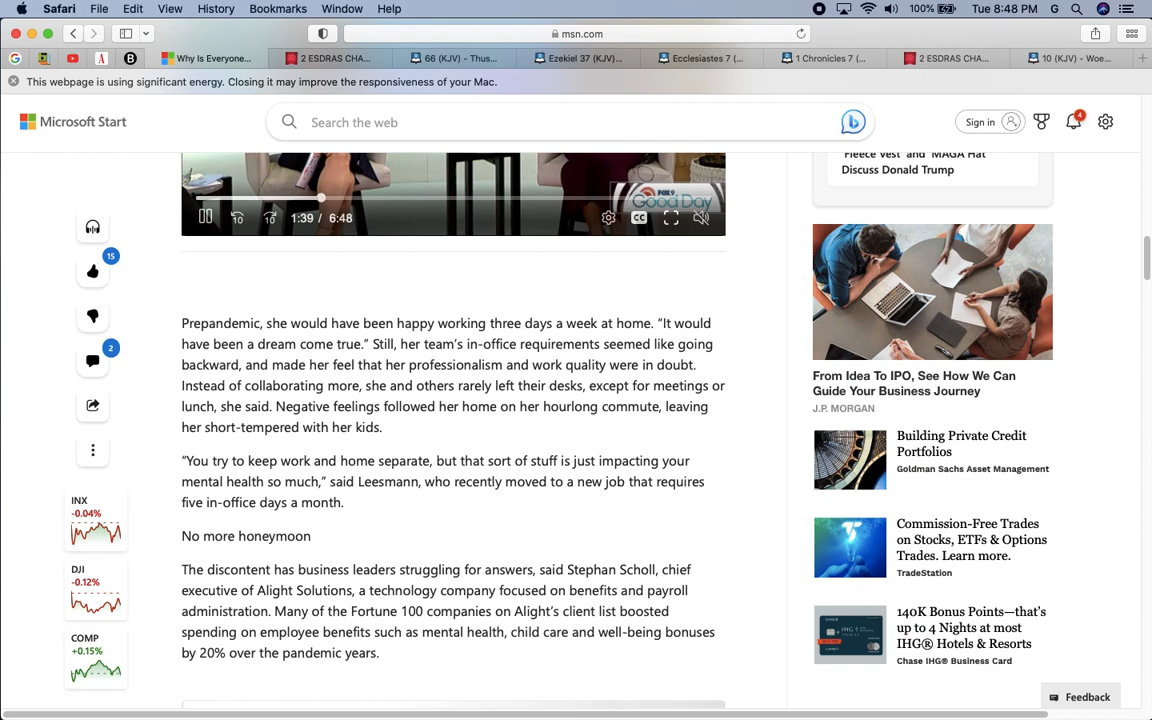 Safari File Edit View History Bookmarks Window Help 100% Tue 8:48 PM G
msn.com
G A B Why Is Everyone... 2 ESDRAS CHA... 66 (KJV) - Thus... Ezekiel 37 (KJV)... Ecclesiastes 7 (... 1 Chronicles 7 (... 2 ESDRAS CHA... 10 (KJV) - Woe...
This webpage is using significant energy. Closing it may improve the responsiveness of your Mac.
Microsoft Start
Search the web
Sign in
4
"Fleece Vest" and "MAGA Hat"
Discuss Donald Trump
FOX 9
Good Day
10 10 1:39 / 6:48 CC
15
2
Prepandemic, she would have been happy working three days a week at home. “It would
have been a dream come true.” Still, her team’s in-office requirements seemed like going
backward, and made her feel that her professionalism and work quality were in doubt.
Instead of collaborating more, she and others rarely left their desks, except for meetings or
lunch, she said. Negative feelings followed her home on her hourlong commute, leaving
her short-tempered with her kids.
“You try to keep work and home separate, but that sort of stuff is just impacting your
mental health so much,” said Leesmann, who recently moved to a new job that requires
five in-office days a month.
No more honeymoon
The discontent has business leaders struggling for answers, said Stephan Scholl, chief
executive of Alight Solutions, a technology company focused on benefits and payroll
administration. Many of the Fortune 100 companies on Alight’s client list boosted
spending on employee benefits such as mental health, child care and well-being bonuses
by 20% over the pandemic years.
INX
-0.04%
DJI
-0.12%
COMP
+0.15%
From Idea To IPO, See How We Can
Guide Your Business Journey
J.P. MORGAN
Building Private Credit
Portfolios
Goldman Sachs Asset Management
Commission-Free Trades
on Stocks, ETFs & Options
Trades. Learn more.
TradeStation
140K Bonus Points—that’s
up to 4 Nights at most
IHG® Hotels & Resorts
Chase IHG® Business Card
Feedback